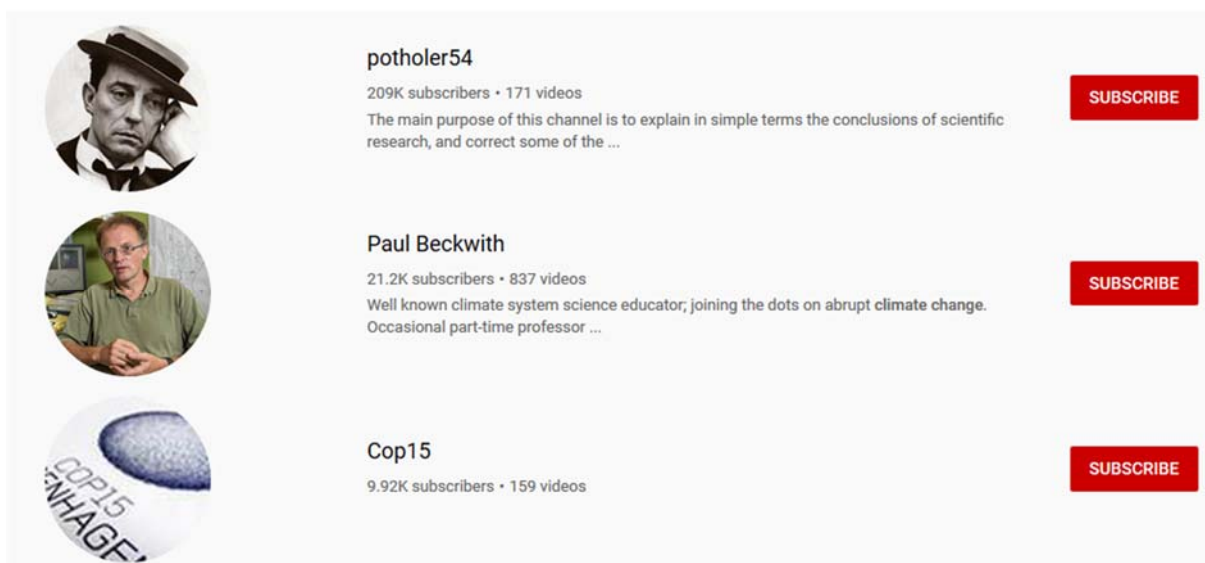 potholer54
209K subscribers • 171 videos
SUBSCRIBE
The main purpose of this channel is to explain in simple terms the conclusions of scientific
research, and correct some of the ...
Paul Beckwith
21.2K subscribers • 837 videos
SUBSCRIBE
Well known climate system science educator; joining the dots on abrupt climate change.
Occasional part-time professor ...
COP15
ENHAGEN
Cop15
9.92K subscribers • 159 videos
SUBSCRIBE